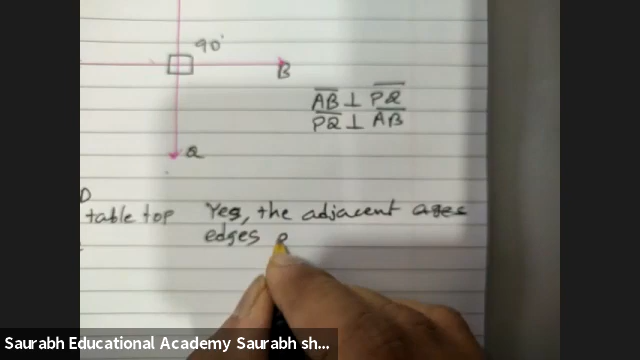 90°
B
AB ⊥ PQ
PQ ⊥ AB
Q
D
table top Yes, the adjacent ages
edges
Saurabh Educational Academy Saurabh sh...